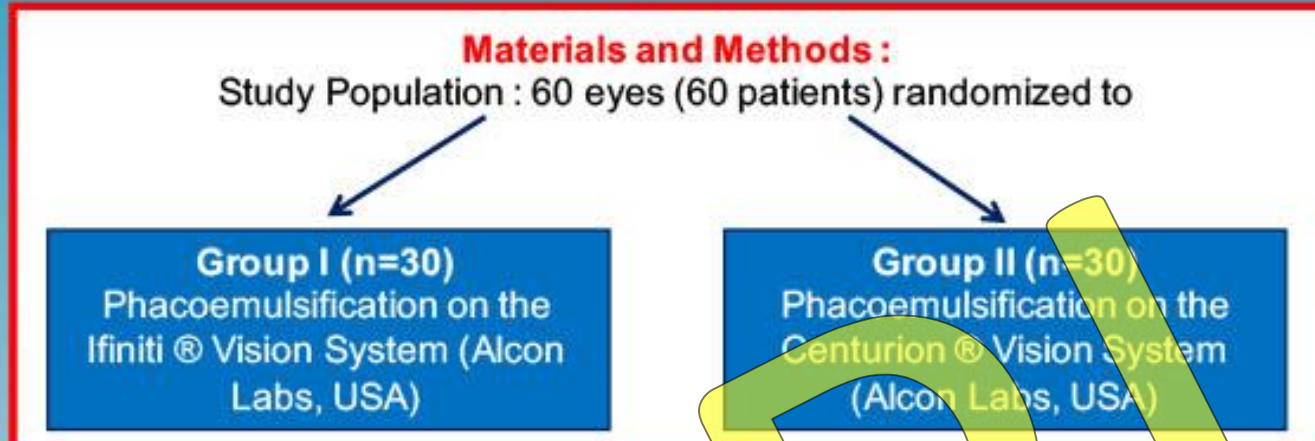 Materials and Methods :
Study Population : 60 eyes (60 patients) randomized to
Group I (n=30)
Phacoemulsification on the
Ifiniti ® Vision System (Alcon
Labs, USA)
Group II (n=30)
Phacoemulsification on the
Centurion ® Vision System
(Alcon Labs, USA)